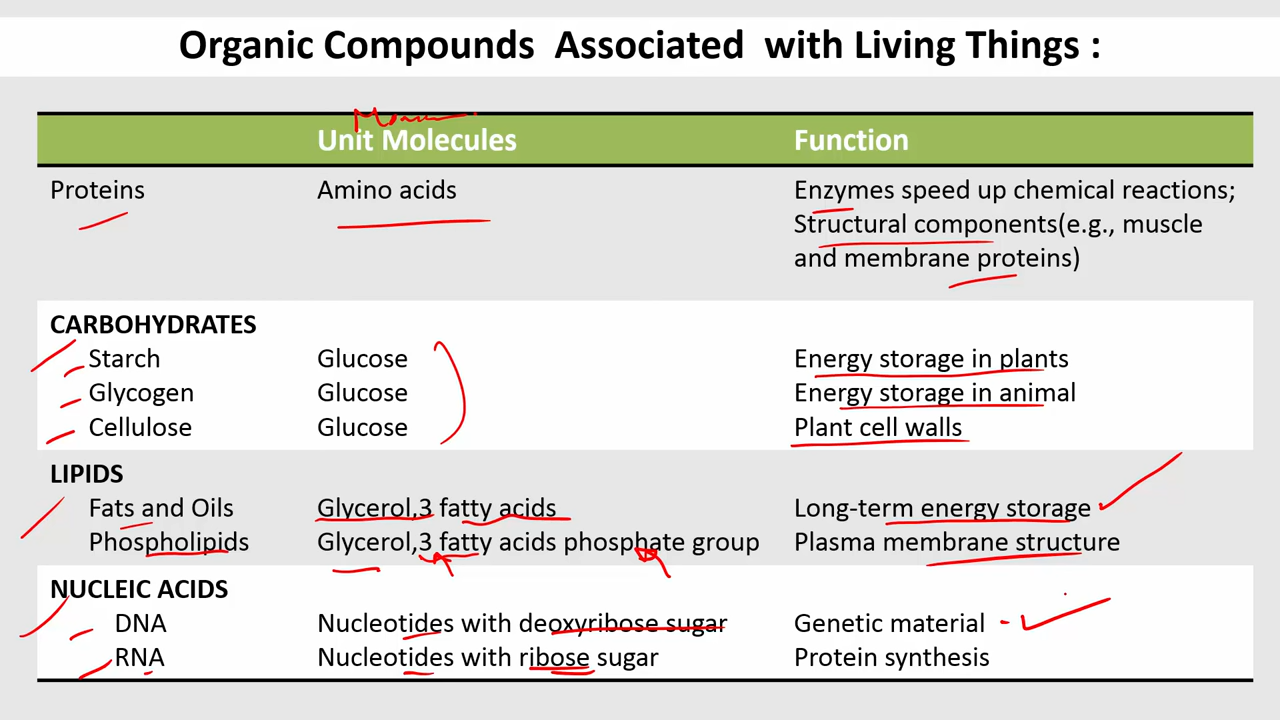 Organic Compounds Associated with Living Things :
Unit Molecules Function
Proteins Amino acids Enzymes speed up chemical reactions;
Structural components(e.g., muscle
and membrane proteins)
CARBOHYDRATES
Starch Glucose Energy storage in plants
Glycogen Glucose Energy storage in animal
Cellulose Glucose Plant cell walls
LIPIDS
Fats and Oils Glycerol,3 fatty acids Long-term energy storage
Phospholipids Glycerol,3 fatty acids phosphate group Plasma membrane structure
NUCLEIC ACIDS
DNA Nucleotides with deoxyribose sugar Genetic material
RNA Nucleotides with ribose sugar Protein synthesis